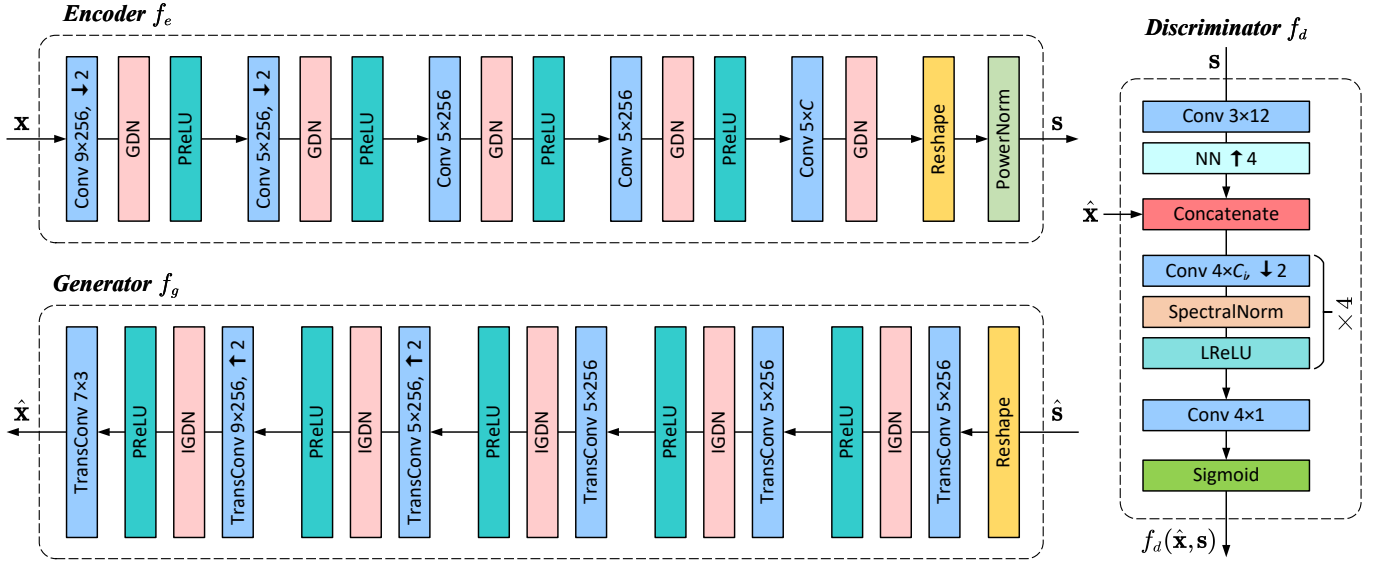 Encoder fₑ
x
Conv 9×256, ↓2
GDN
PReLU
Conv 5×256, ↓2
GDN
PReLU
Conv 5×256
GDN
PReLU
Conv 5×256
GDN
PReLU
Conv 5×C
GDN
Reshape
PowerNorm
s
Generator f_g
x̂
TransConv 7×3
PReLU
IGDN
TransConv 9×256, ↑2
PReLU
IGDN
TransConv 5×256, ↑2
PReLU
IGDN
TransConv 5×256
PReLU
IGDN
TransConv 5×256
PReLU
IGDN
TransConv 5×256
Reshape
ŝ
Discriminator f_d
s
Conv 3×12
NN ↑4
x̂
Concatenate
Conv 4×Cᵢ, ↓2
SpectralNorm
LReLU
×4
Conv 4×1
Sigmoid
f_d(x̂, s)